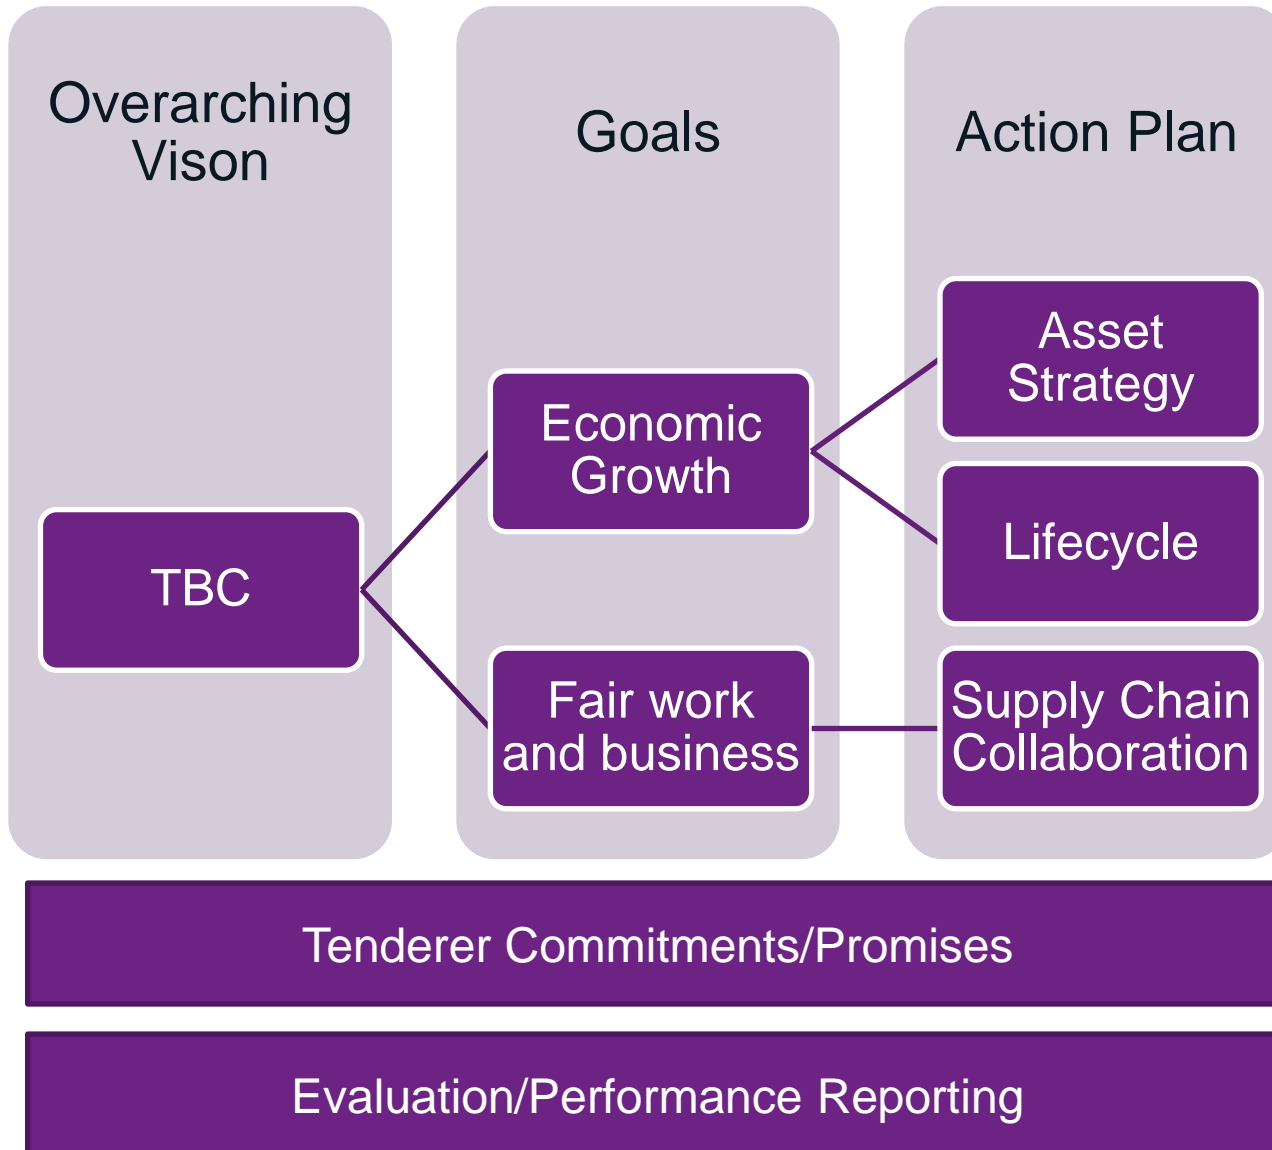 Overarching
Vison
Goals
Action Plan
TBC
Economic
Growth
Fair work
and business
Asset
Strategy
Lifecycle
Supply Chain
Collaboration
Tenderer Commitments/Promises
Evaluation/Performance Reporting